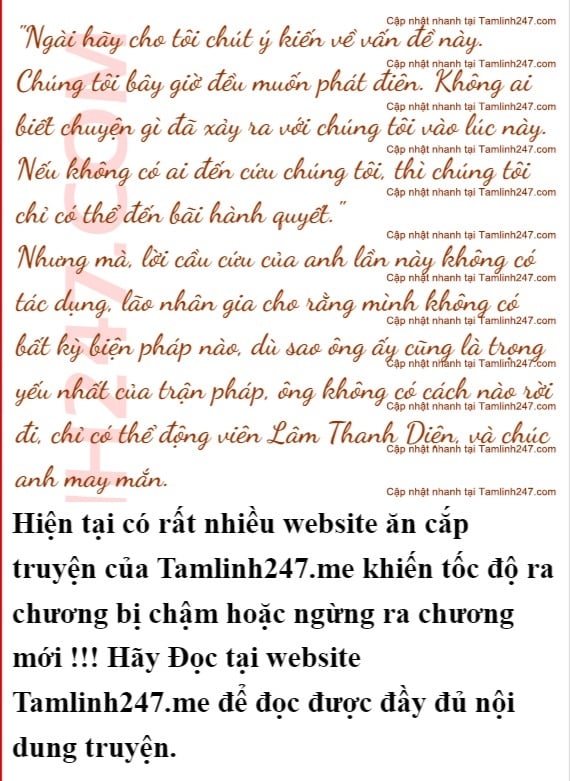 Cập nhật nhanh tại Tamlinh247.com
"Ngài hãy cho tôi chút ý kiến về vấn đề này.
Cập nhật nhanh tại Tamlinh247.com
Chúng tôi bây giờ đều muốn phát điên. Không ai
Cập nhật nhanh tại Tamlinh247.com
biết chuyện gì đã xảy ra với chúng tôi vào lúc này.
Cập nhật nhanh tại Tamlinh247.com
Nếu không có ai đến cứu chúng tôi, thì chúng tôi
Cập nhật nhanh tại Tamlinh247.com
chỉ có thể đến bãi hành quyết."
Cập nhật nhanh tại Tamlinh247.com
Nhưng mà, lời cầu cứu của anh lần này không có
Cập nhật nhanh tại Tamlinh247.com
tác dụng, lão nhân gia cho rằng mình không có
Cập nhật nhanh tại Tamlinh247.com
bất kỳ biện pháp nào, dù sao ông ấy cũng là trọng
Cập nhật nhanh tại Tamlinh247.com
yếu nhất của trận pháp, ông không có cách nào rời
Cập nhật nhanh tại Tamlinh247.com
đi, chỉ có thể động viên Lâm Thanh Diên, và chúc
Cập nhật nhanh tại Tamlinh247.com
anh may mắn.
Cập nhật nhanh tại Tamlinh247.com
H247.COM
Hiện tại có rất nhiều website ăn cắp
truyện của Tamlinh247.me khiến tốc độ ra
chương bị chậm hoặc ngừng ra chương
mới !!! Hãy Đọc tại website
Tamlinh247.me để đọc được đầy đủ nội
dung truyện.